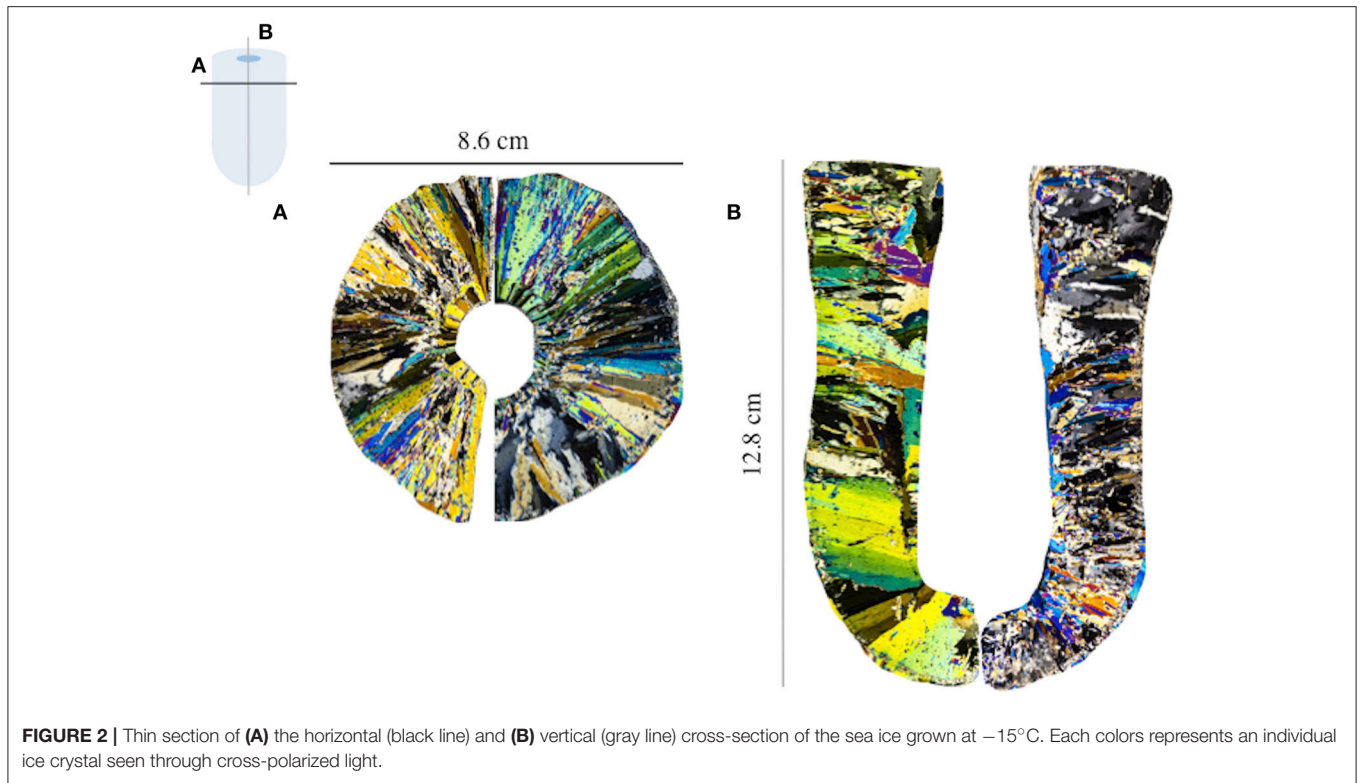 B
A
8.6 cm
A
B
12.8 cm
FIGURE 2 | Thin section of (A) the horizontal (black line) and (B) vertical (gray line) cross-section of the sea ice grown at −15°C. Each colors represents an individual
ice crystal seen through cross-polarized light.